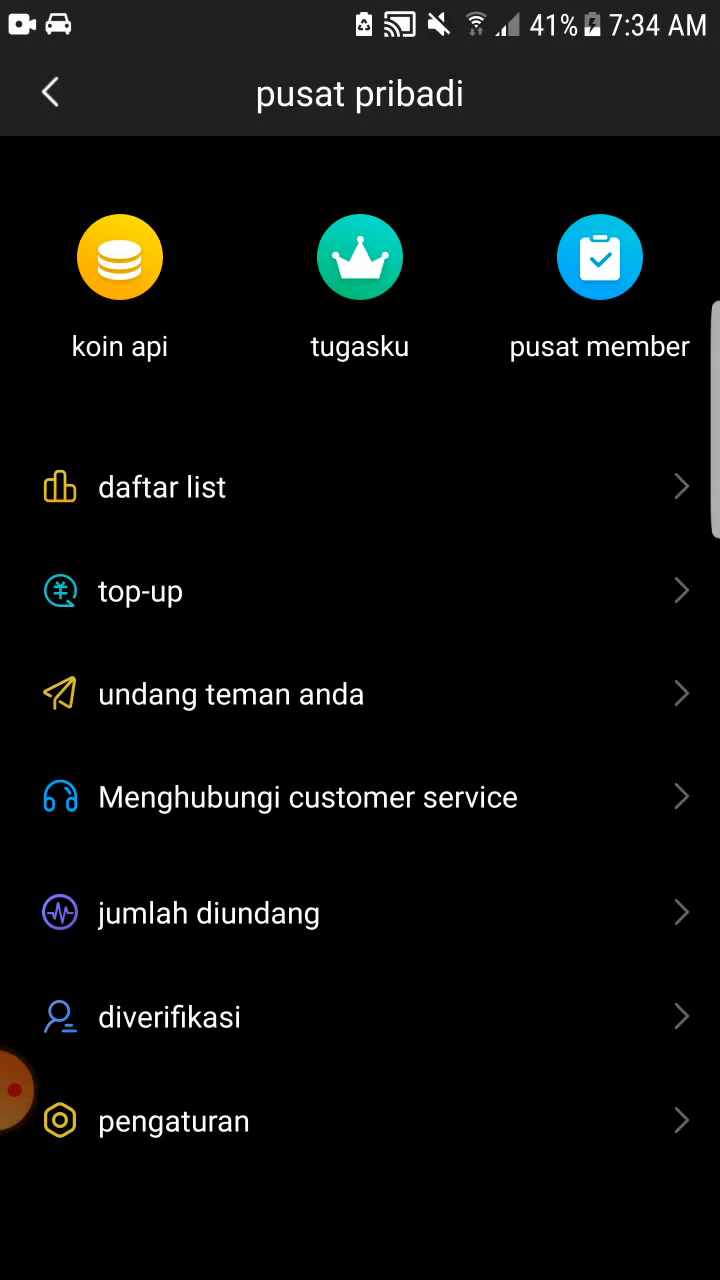 41% 7:34 AM
pusat pribadi
koin api
tugasku
pusat member
daftar list
top-up
undang teman anda
Menghubungi customer service
jumlah diundang
diverifikasi
pengaturan